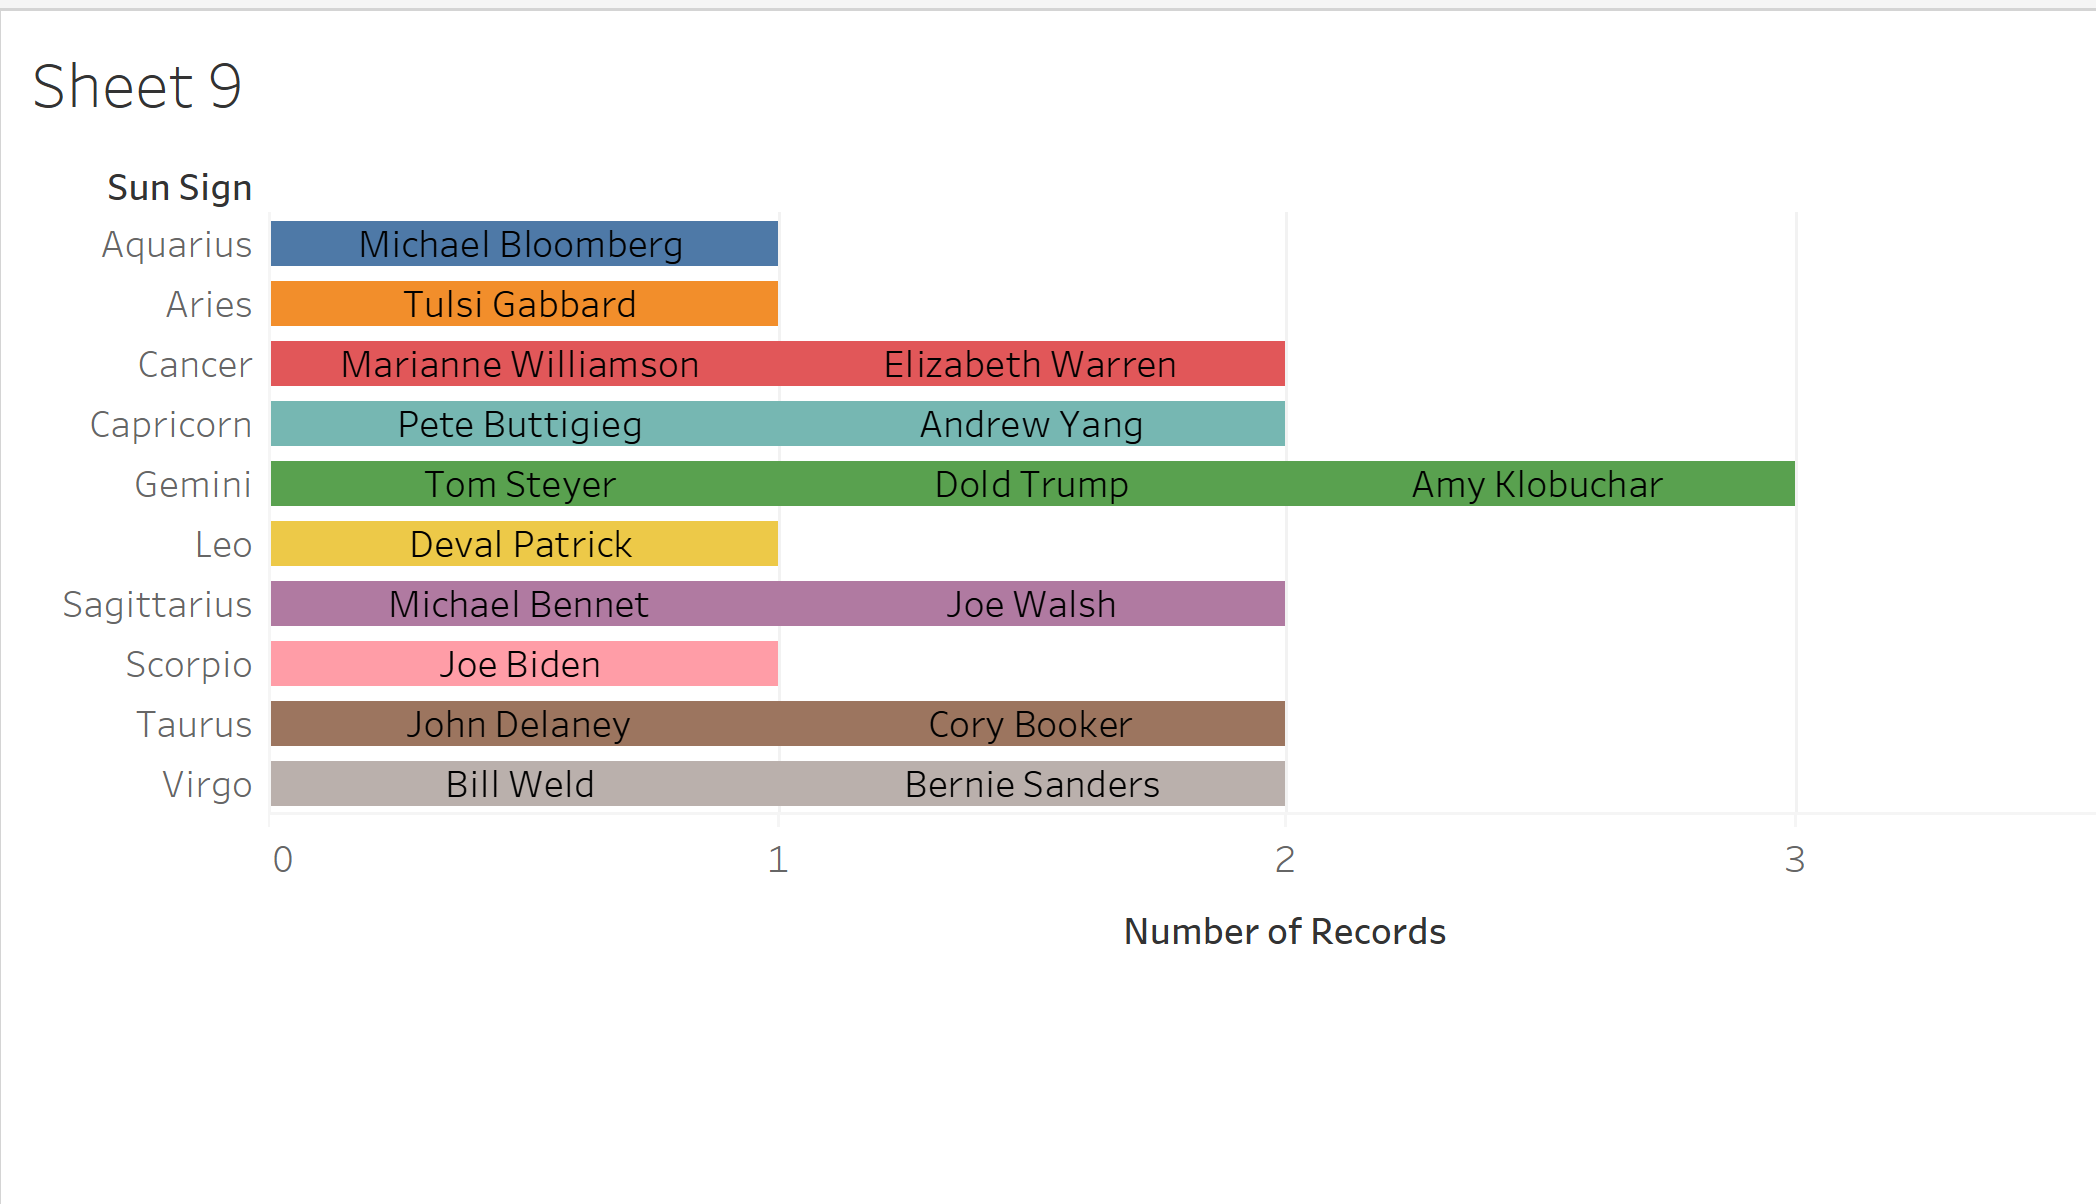 Sheet 9
Sun Sign
Aquarius Michael Bloomberg
Aries Tulsi Gabbard
Cancer Marianne Williamson Elizabeth Warren
Capricorn Pete Buttigieg Andrew Yang
Gemini Tom Steyer Dold Trump Amy Klobuchar
Leo Deval Patrick
Sagittarius Michael Bennet Joe Walsh
Scorpio Joe Biden
Taurus John Delaney Cory Booker
Virgo Bill Weld Bernie Sanders
0 1 2 3
Number of Records